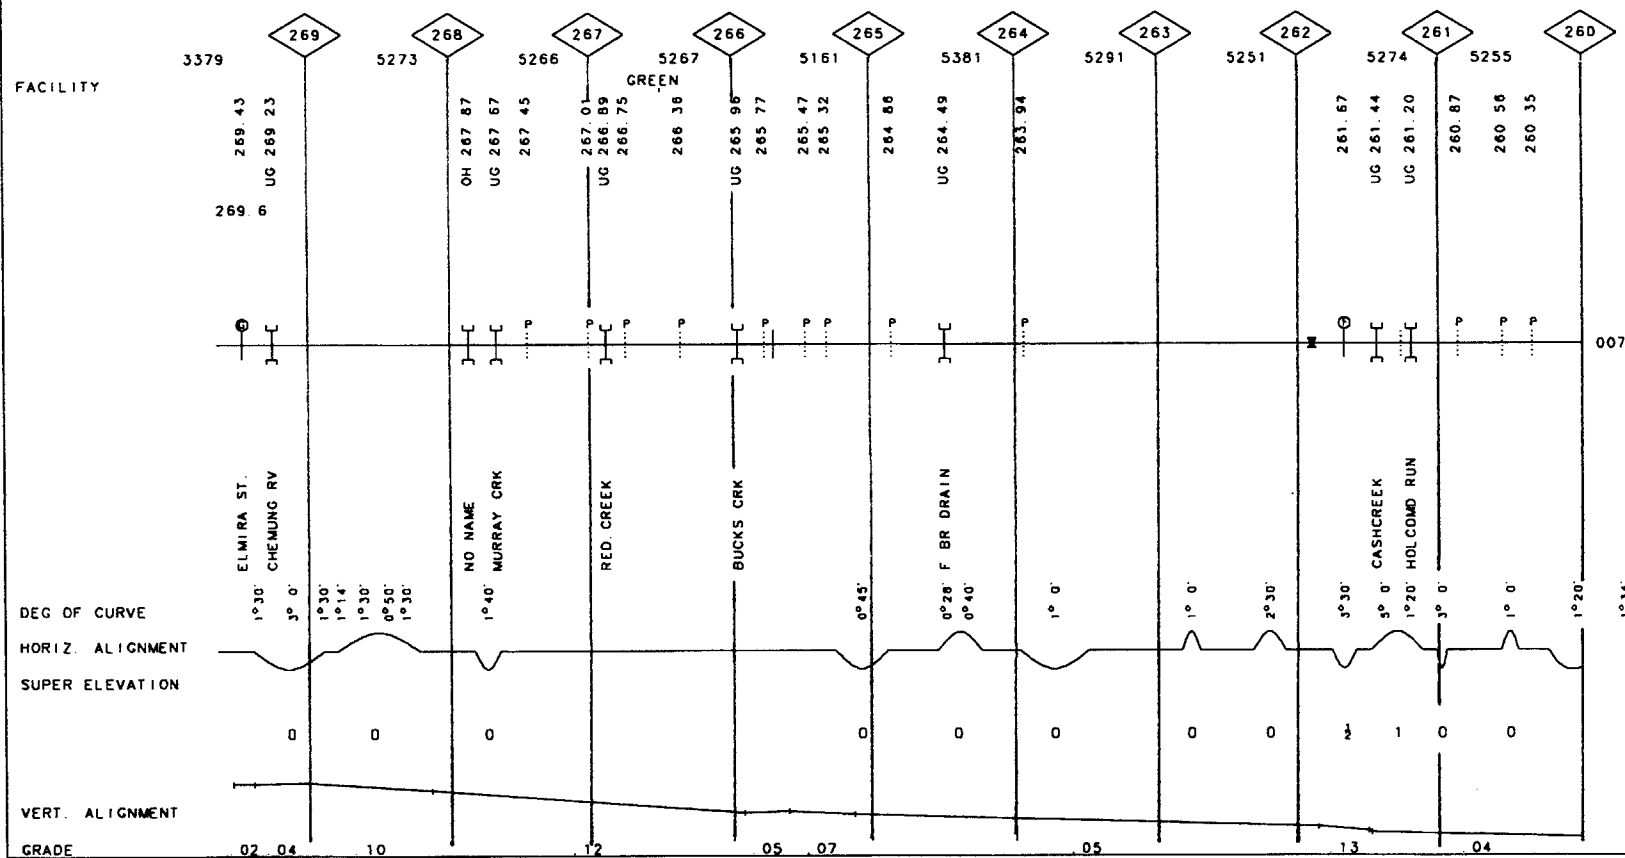 269 268 267 266 265 264 263 262 261 260
3379 5273 5266 5267 5161 5381 5291 5251 5274 5255
GREEN
FACILITY
269.43
UG 269 23
OH 267 87
UG 267 67
267 45
267 01
UG 266.89
266.75
266 38
UG 265 96
265 77
265.47
265 32
264 86
UG 264.49
263.94
261.67
UG 261.44
UG 261.20
260.87
260 56
260 35
269. 6
G
P P P P P P P P P P P P
007
ELMIRA ST.
CHEMUNG RV
NO NAME
MURRAY CRK
RED. CREEK
BUCKS CRK
F BR DRAIN
CASHCREEK
HOLCOMD RUN
DEG OF CURVE
1°30' 3° 0' 1°30' 1°14' 1°30' 0°50' 1°30' 1°40' 0°45' 0°28' 0°40' 1° 0' 1° 0' 2°30' 3°30' 5° 0' 1°20' 3° 0' 1° 0' 1°20'
HORIZ. ALIGNMENT
SUPER ELEVATION
0 0 0 0 0 0 0 0 ½ 1 0 0
VERT. ALIGNMENT
GRADE 02 .04 .10 .12 .05 .07 .05 .13 .04